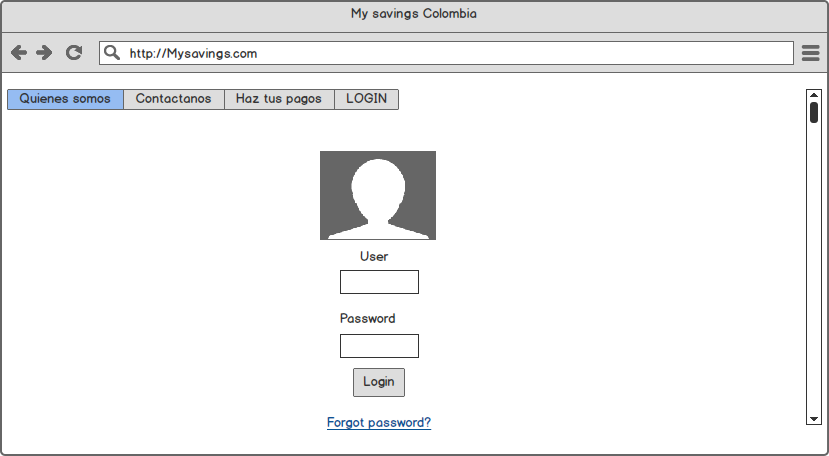 My savings Colombia
http://Mysavings.com
Quienes somos Contactanos Haz tus pagos LOGIN
User
Password
Login
Forgot password?